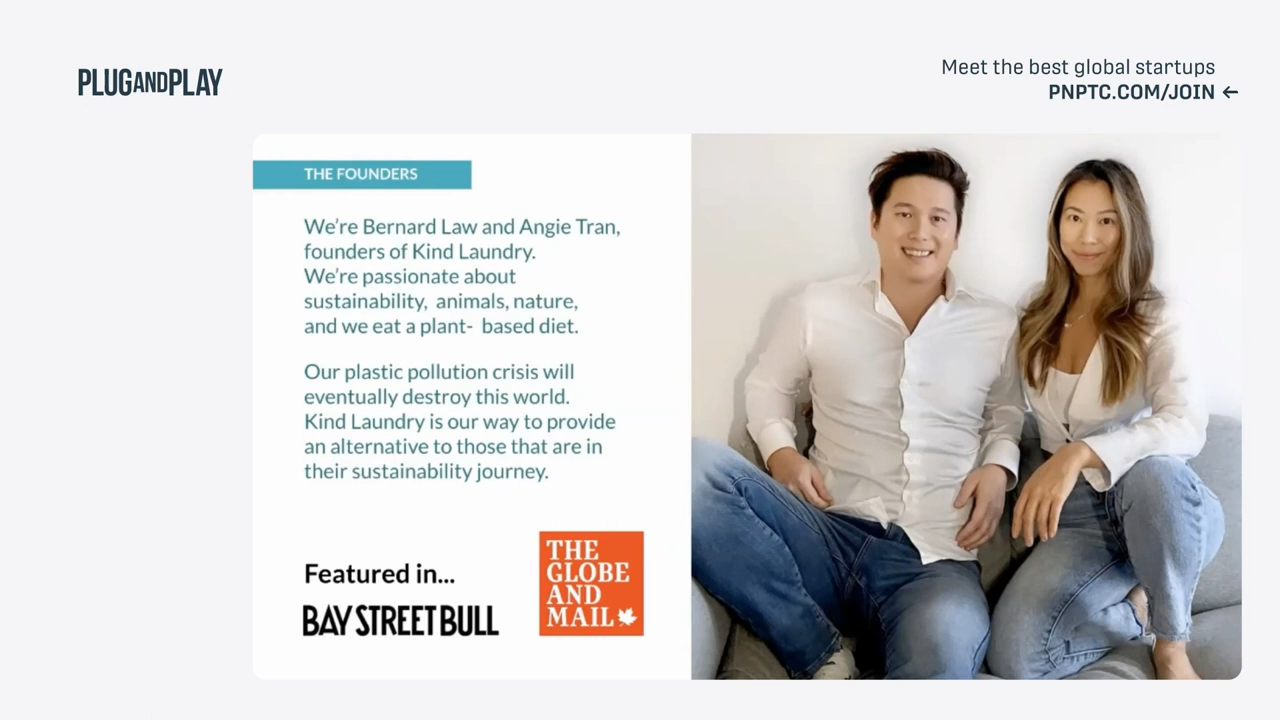 PLUGANDPLAY
Meet the best global startups
PNPTC.COM/JOIN ←
THE FOUNDERS
We're Bernard Law and Angie Tran,
founders of Kind Laundry.
We're passionate about
sustainability,  animals, nature,
and we eat a plant-  based diet.
Our plastic pollution crisis will
eventually destroy this world.
Kind Laundry is our way to provide
an alternative to those that are in
their sustainability journey.
Featured in...
BAY STREET BULL
THE
GLOBE
AND
MAIL